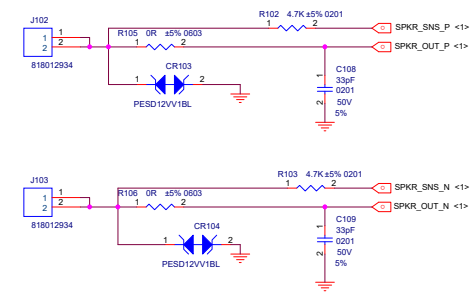 R102 4.7K ±5% 0201
1 2 SPKR_SNS_P <1>
J102
1 1
2 2
818012934
R105 0R ±5% 0603
1 2 SPKR_OUT_P <1>
CR103
1 2
PESD12VV1BL
1
C108
33pF
0201
2 50V
5%
R103 4.7K ±5% 0201
1 2 SPKR_SNS_N <1>
J103
1 1
2 2
818012934
R106 0R ±5% 0603
1 2 SPKR_OUT_N <1>
CR104
1 2
PESD12VV1BL
1
C109
33pF
0201
2 50V
5%